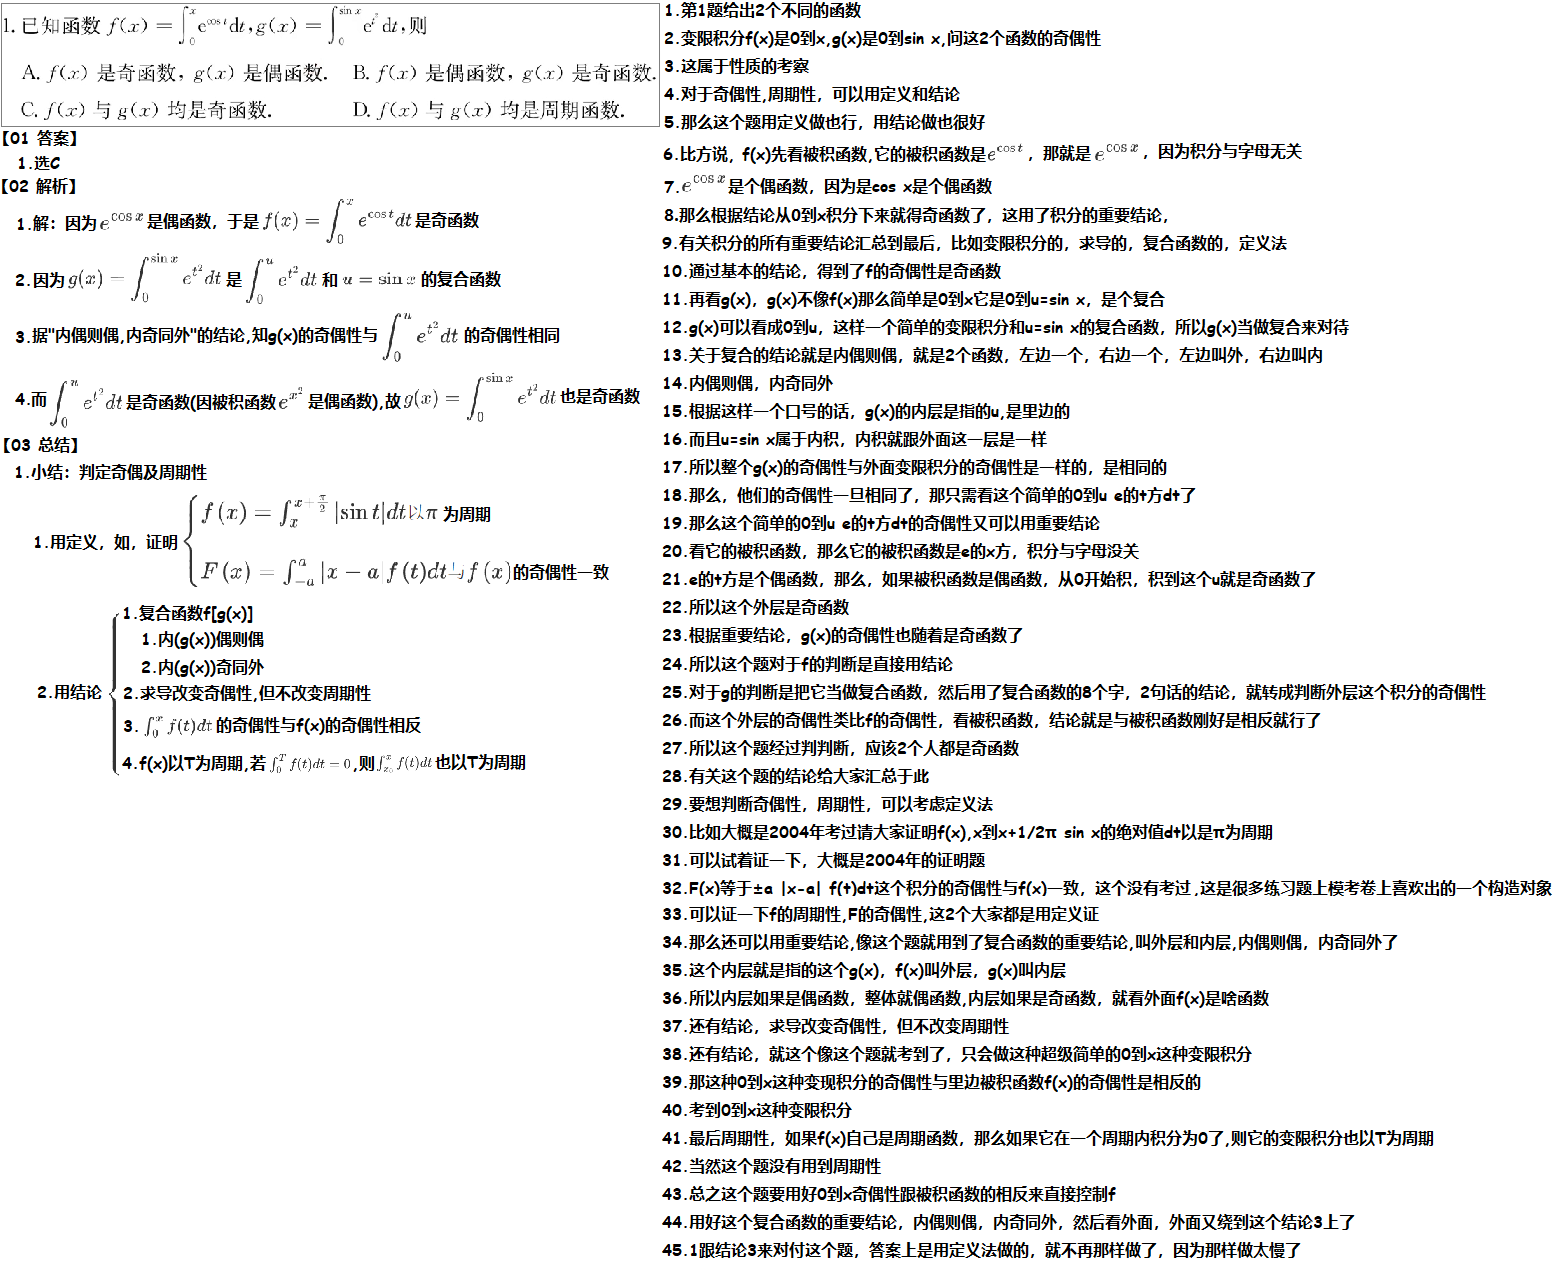 1. 已知函数 f(x) = ∫₀ˣ e^{cos t}dt, g(x) = ∫₀^{sin x} e^{t²} dt, 则
A. f(x) 是奇函数, g(x) 是偶函数. B. f(x) 是偶函数, g(x) 是奇函数.
C. f(x) 与 g(x) 均是奇函数. D. f(x) 与 g(x) 均是周期函数.
【01 答案】
1.选C
【02 解析】
1.解：因为 e^{cos x} 是偶函数，于是 f(x) = ∫₀ˣ e^{cos t}dt 是奇函数
2.因为 g(x) = ∫₀^{sin x} e^{t²}dt 是 ∫₀ᵘ e^{t²}dt 和 u = sin x 的复合函数
3.据"内偶则偶,内奇同外"的结论,知g(x)的奇偶性与 ∫₀ᵘ e^{t²}dt 的奇偶性相同
4.而 ∫₀ᵘ e^{t²}dt 是奇函数(因被积函数 e^{x²} 是偶函数),故 g(x) = ∫₀^{sin x} e^{t²}dt 也是奇函数
【03 总结】
1.小结：判定奇偶及周期性
1.用定义，如，证明
f(x) = ∫ₓ^{x+π/2} |sin t|dt以π 为周期
F(x) = ∫₋ₐᵃ |x − a|f(t)dt与f(x)的奇偶性一致
2.用结论
1.复合函数f[g(x)]
1.内(g(x))偶则偶
2.内(g(x))奇同外
2.求导改变奇偶性,但不改变周期性
3. ∫₀ˣ f(t)dt 的奇偶性与f(x)的奇偶性相反
4.f(x)以T为周期,若 ∫₀ᵀ f(t)dt = 0 ,则 ∫_{x₀}^{x} f(t)dt 也以T为周期
1.第1题给出2个不同的函数
2.变限积分f(x)是0到x,g(x)是0到sin x,问这2个函数的奇偶性
3.这属于性质的考察
4.对于奇偶性,周期性，可以用定义和结论
5.那么这个题用定义做也行，用结论做也很好
6.比方说，f(x)先看被积函数,它的被积函数是e^{cos t}，那就是 e^{cos x}，因为积分与字母无关
7.e^{cos x}是个偶函数，因为是cos x是个偶函数
8.那么根据结论从0到x积分下来就得奇函数了，这用了积分的重要结论，
9.有关积分的所有重要结论汇总到最后，比如变限积分的，求导的，复合函数的，定义法
10.通过基本的结论，得到了f的奇偶性是奇函数
11.再看g(x)，g(x)不像f(x)那么简单是0到x它是0到u=sin x，是个复合
12.g(x)可以看成0到u，这样一个简单的变限积分和u=sin x的复合函数，所以g(x)当做复合来对待
13.关于复合的结论就是内偶则偶，就是2个函数，左边一个，右边一个，左边叫外，右边叫内
14.内偶则偶，内奇同外
15.根据这样一个口号的话，g(x)的内层是指的u,是里边的
16.而且u=sin x属于内积，内积就跟外面这一层是一样
17.所以整个g(x)的奇偶性与外面变限积分的奇偶性是一样的，是相同的
18.那么，他们的奇偶性一旦相同了，那只需看这个简单的0到u e的t方dt了
19.那么这个简单的0到u e的t方dt的奇偶性又可以用重要结论
20.看它的被积函数，那么它的被积函数是e的x方，积分与字母没关
21.e的t方是个偶函数，那么，如果被积函数是偶函数，从0开始积，积到这个u就是奇函数了
22.所以这个外层是奇函数
23.根据重要结论，g(x)的奇偶性也随着是奇函数了
24.所以这个题对于f的判断是直接用结论
25.对于g的判断是把它当做复合函数，然后用了复合函数的8个字，2句话的结论，就转成判断外层这个积分的奇偶性
26.而这个外层的奇偶性类比f的奇偶性，看被积函数，结论就是与被积函数刚好是相反就行了
27.所以这个题经过判判断，应该2个人都是奇函数
28.有关这个题的结论给大家汇总于此
29.要想判断奇偶性，周期性，可以考虑定义法
30.比如大概是2004年考过请大家证明f(x),x到x+1/2π sin x的绝对值dt以是π为周期
31.可以试着证一下，大概是2004年的证明题
32.F(x)等于±a |x-a| f(t)dt这个积分的奇偶性与f(x)一致，这个没有考过,这是很多练习题上模考卷上喜欢出的一个构造对象
33.可以证一下f的周期性,F的奇偶性,这2个大家都是用定义证
34.那么还可以用重要结论,像这个题就用到了复合函数的重要结论,叫外层和内层,内偶则偶，内奇同外了
35.这个内层就是指的这个g(x)，f(x)叫外层，g(x)叫内层
36.所以内层如果是偶函数，整体就偶函数,内层如果是奇函数，就看外面f(x)是啥函数
37.还有结论，求导改变奇偶性，但不改变周期性
38.还有结论，就这个像这个题就考到了，只会做这种超级简单的0到x这种变限积分
39.那这种0到x这种变现积分的奇偶性与里边被积函数f(x)的奇偶性是相反的
40.考到0到x这种变限积分
41.最后周期性，如果f(x)自己是周期函数，那么如果它在一个周期内积分为0了,则它的变限积分也以T为周期
42.当然这个题没有用到周期性
43.总之这个题要用好0到x奇偶性跟被积函数的相反来直接控制f
44.用好这个复合函数的重要结论，内偶则偶，内奇同外，然后看外面，外面又绕到这个结论3上了
45.1跟结论3来对付这个题，答案上是用定义法做的，就不再那样做了，因为那样做太慢了